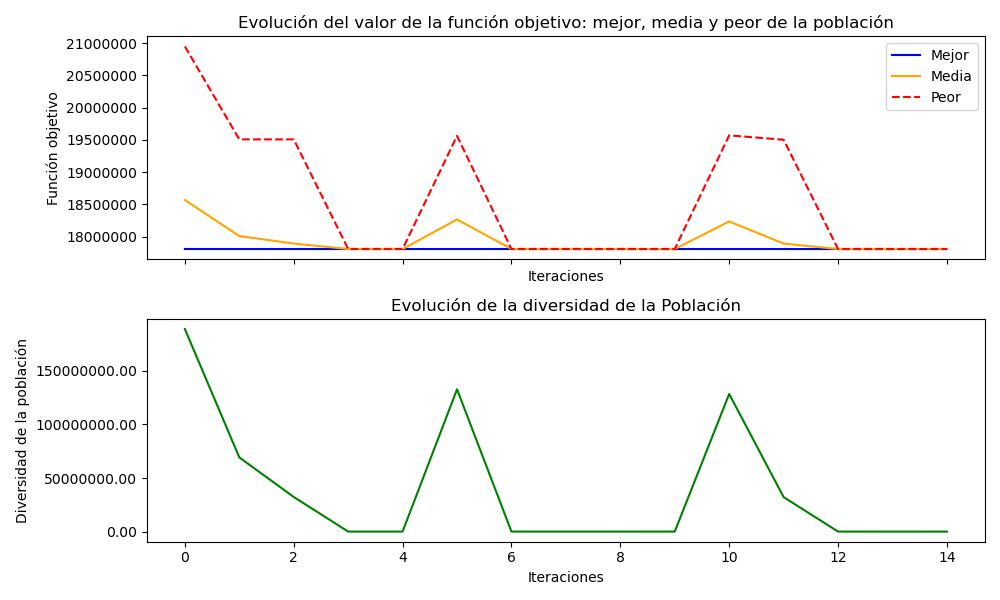 Evolución del valor de la función objetivo: mejor, media y peor de la población
21000000
20500000
20000000
19500000
19000000
18500000
18000000
Función objetivo
Mejor
Media
Peor
Iteraciones
Evolución de la diversidad de la Población
150000000.00
100000000.00
50000000.00
0.00
Diversidad de la población
0 2 4 6 8 10 12 14
Iteraciones